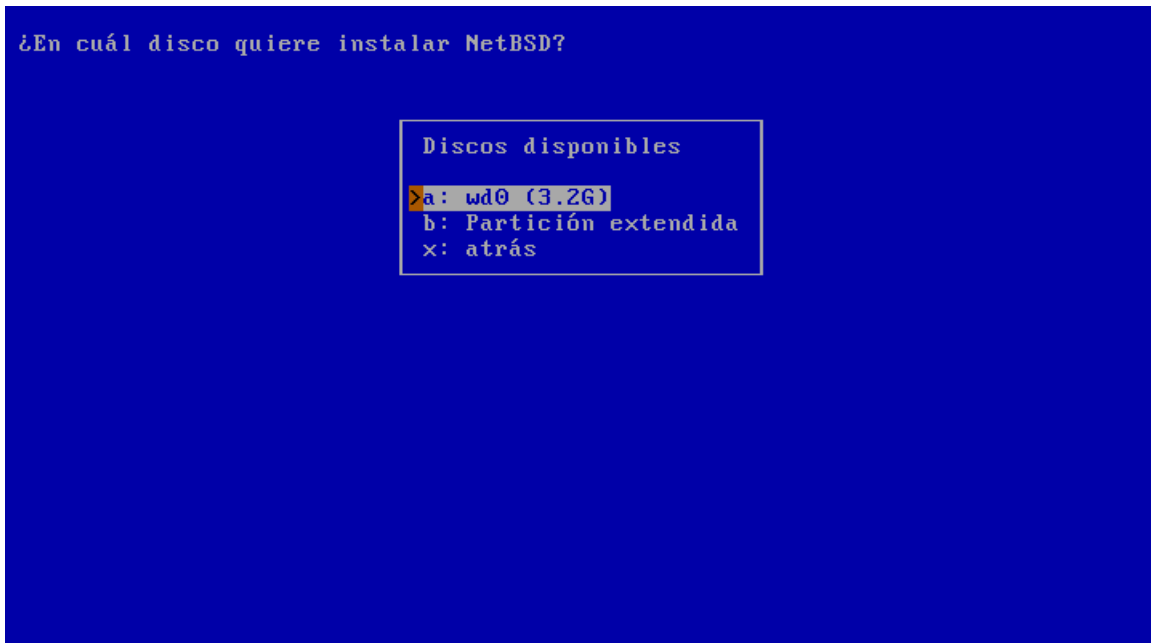 ¿En cuál disco quiere instalar NetBSD?
Discos disponibles
>a: wd0 (3.2G)
b: Partición extendida
x: atrás